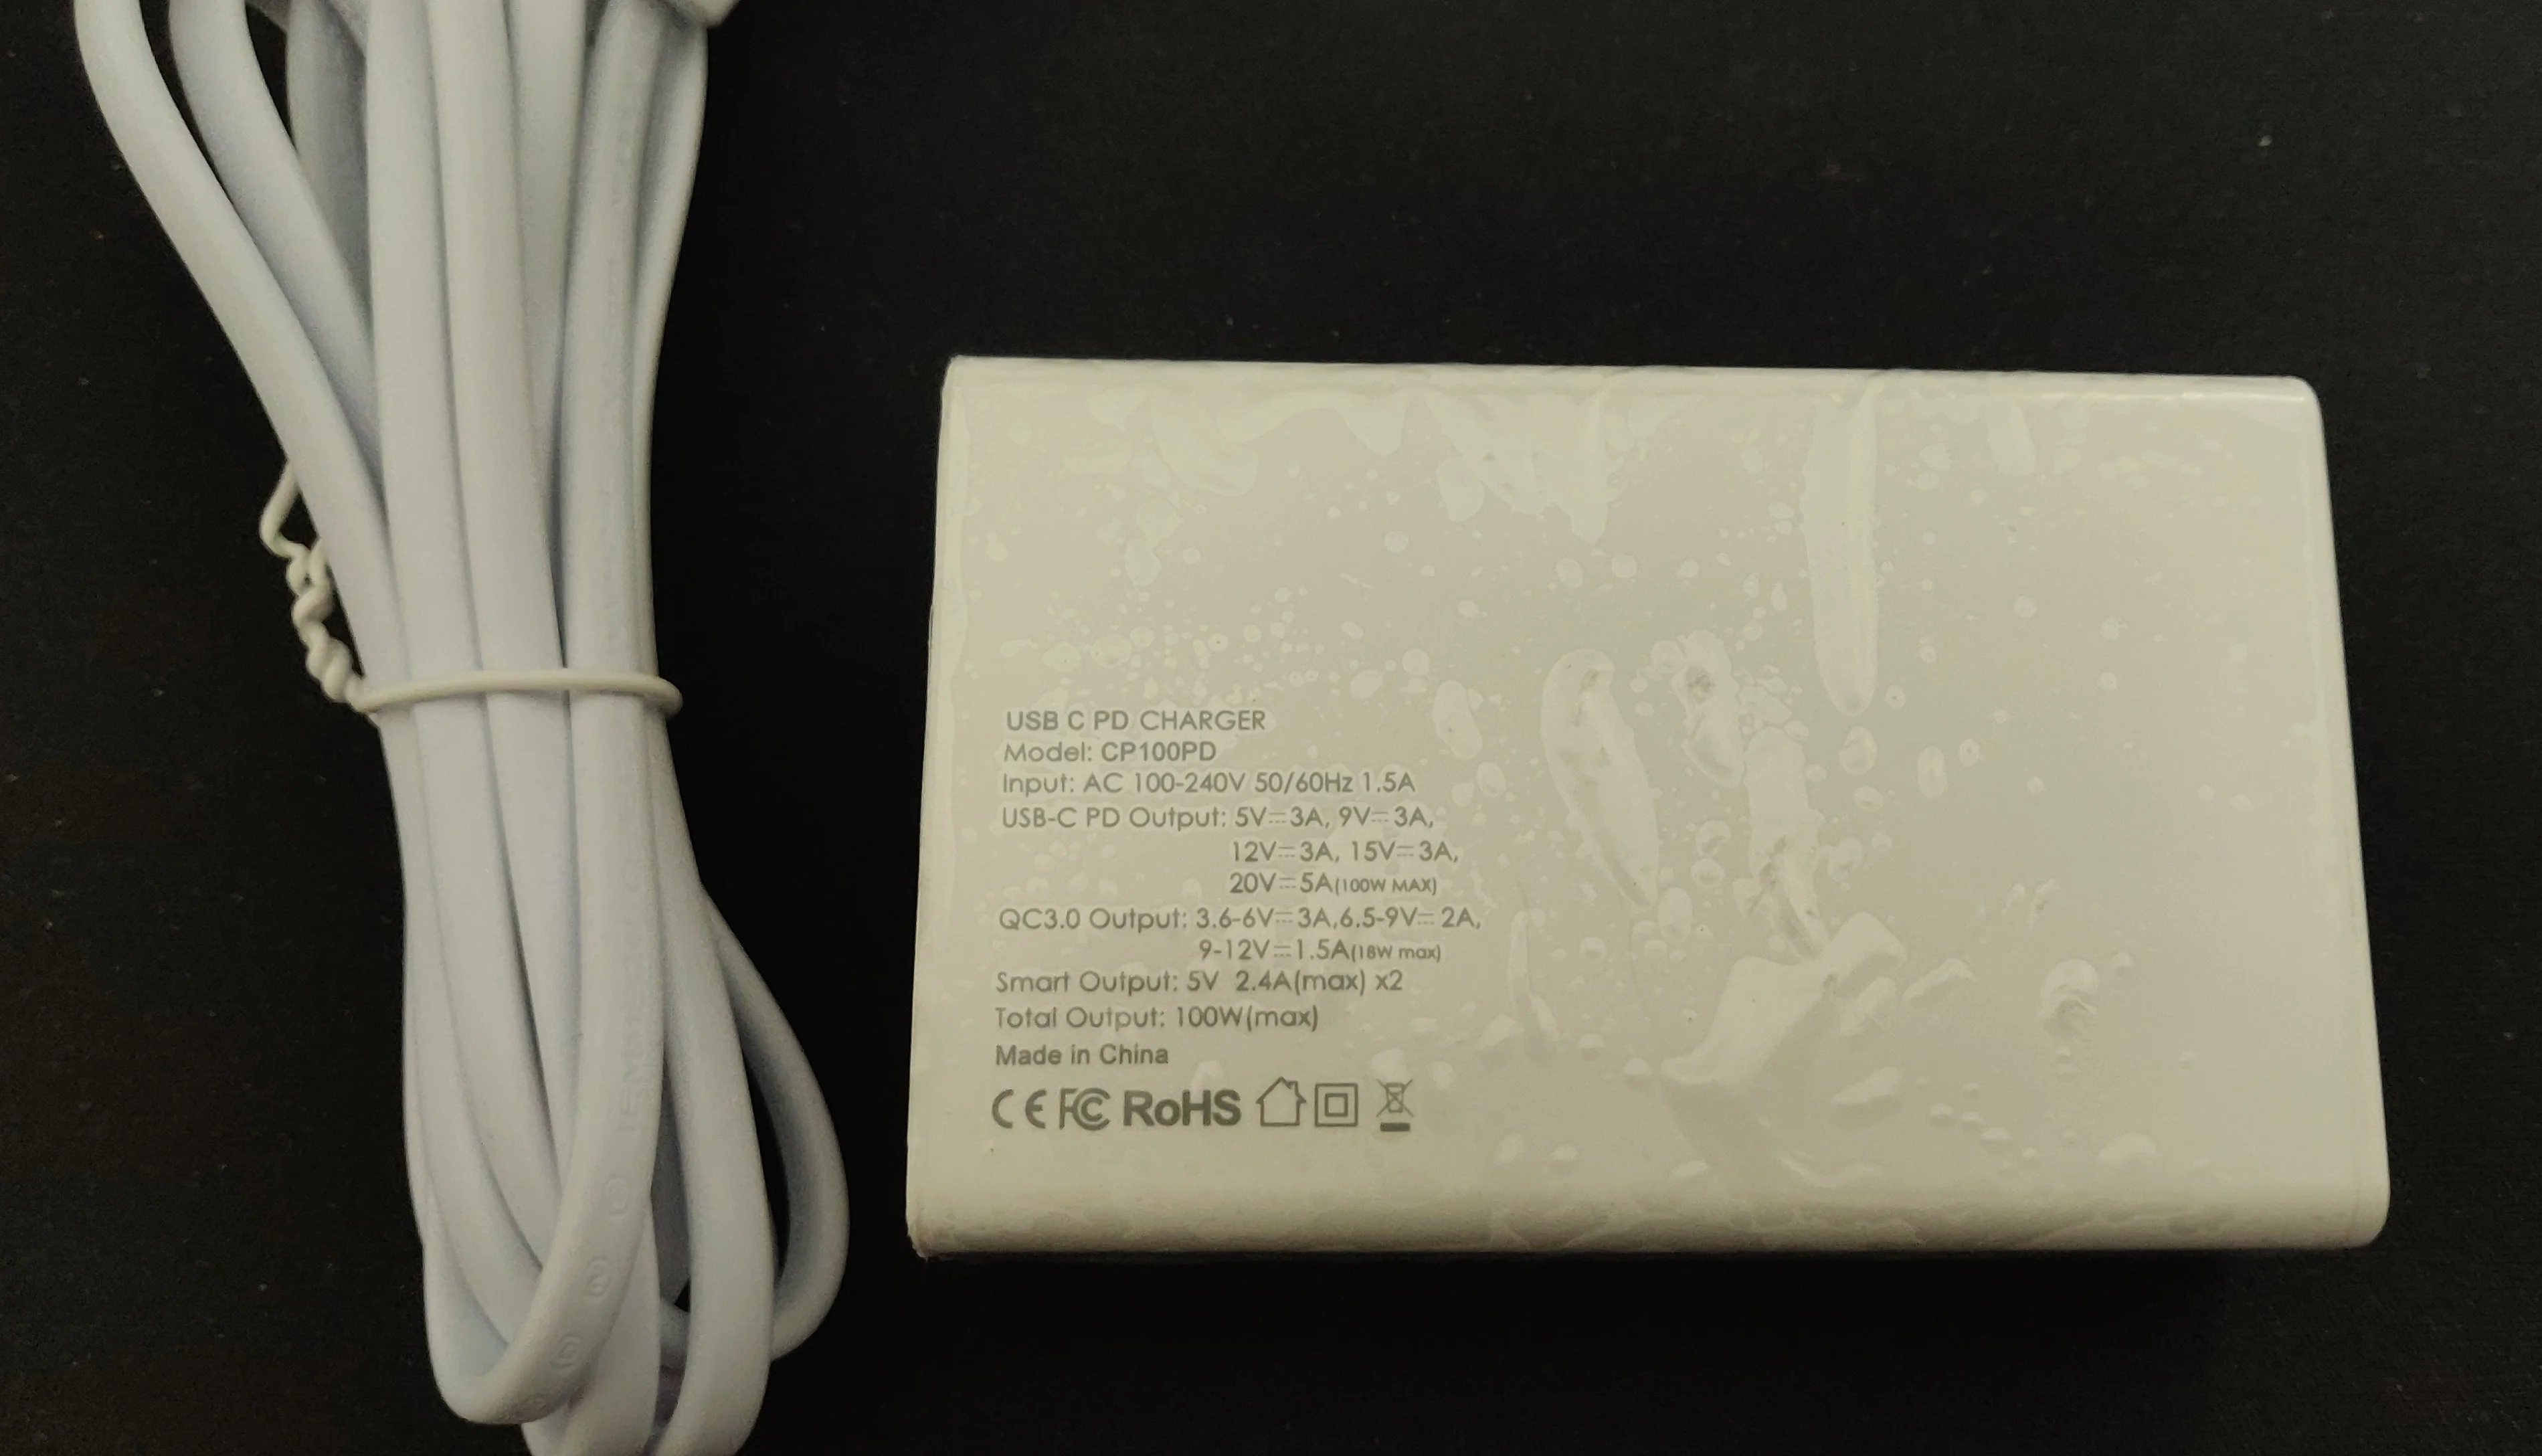 USB C PD CHARGER
Model: CP100PD
Input: AC 100-240V 50/60Hz 1.5A
USB-C PD Output: 5V⎓3A, 9V⎓3A,
12V⎓3A, 15V⎓3A,
20V⎓5A(100W MAX)
QC3.0 Output: 3.6-6V⎓3A,6.5-9V⎓2A,
9-12V⎓1.5A(18W max)
Smart Output: 5V 2.4A(max) x2
Total Output: 100W(max)
Made in China
CE FC RoHS